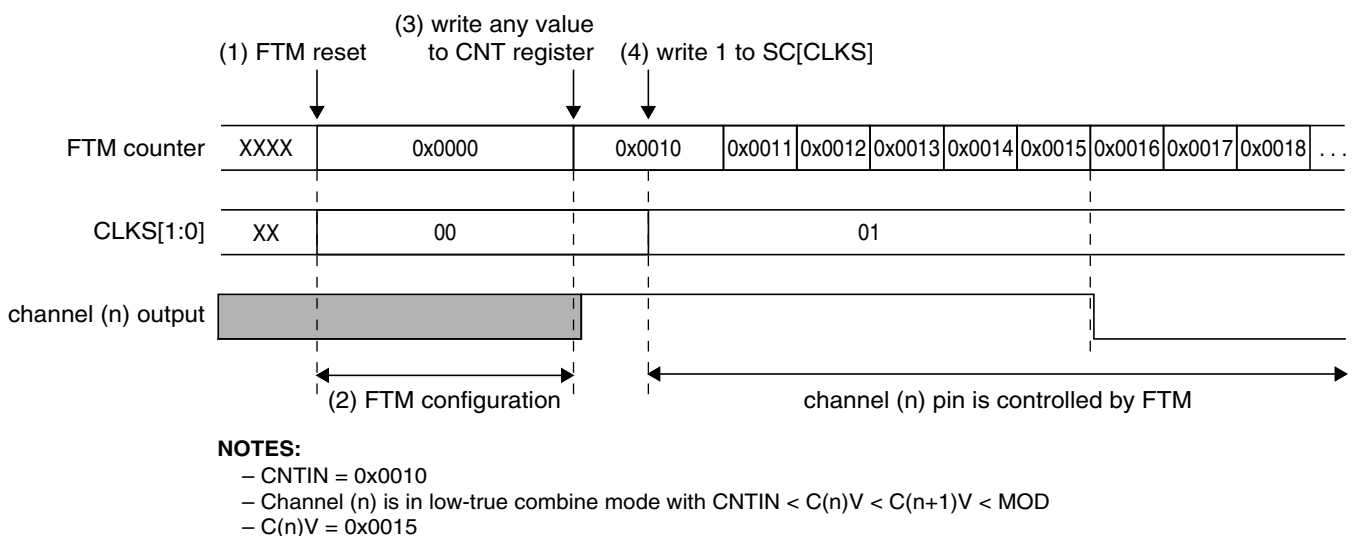 (3) write any value
(1) FTM reset to CNT register (4) write 1 to SC[CLKS]
FTM counter XXXX 0x0000 0x0010 0x0011 0x0012 0x0013 0x0014 0x0015 0x0016 0x0017 0x0018 . . .
CLKS[1:0] XX 00 01
channel (n) output
(2) FTM configuration channel (n) pin is controlled by FTM
NOTES:
– CNTIN = 0x0010
– Channel (n) is in low-true combine mode with CNTIN < C(n)V < C(n+1)V < MOD
– C(n)V = 0x0015